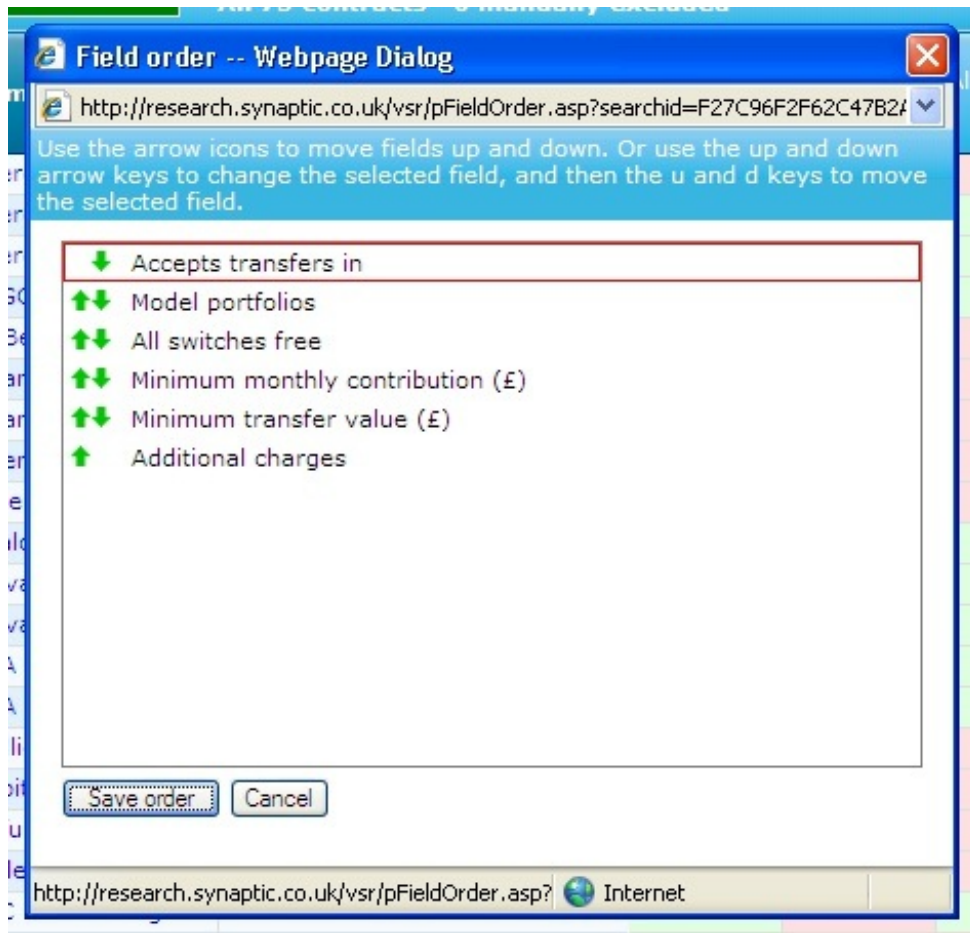 Field order -- Webpage Dialog
http://research.synaptic.co.uk/vsr/pFieldOrder.asp?searchid=F27C96F2F62C47B2A
Use the arrow icons to move fields up and down. Or use the up and down
arrow keys to change the selected field, and then the u and d keys to move
the selected field.
Accepts transfers in
Model portfolios
All switches free
Minimum monthly contribution (£)
Minimum transfer value (£)
Additional charges
Save order Cancel
http://research.synaptic.co.uk/vsr/pFieldOrder.asp? Internet